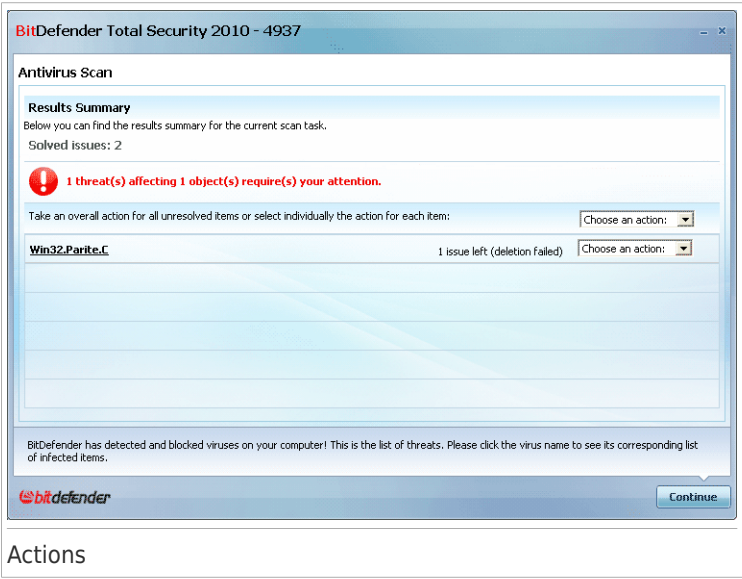 BitDefender Total Security 2010 - 4937
Antivirus Scan
Results Summary
Below you can find the results summary for the current scan task.
Solved issues: 2
1 threat(s) affecting 1 object(s) require(s) your attention.
Take an overall action for all unresolved items or select individually the action for each item:
Choose an action:
Win32.Parite.C
1 issue left (deletion failed)
Choose an action:
BitDefender has detected and blocked viruses on your computer! This is the list of threats. Please click the virus name to see its corresponding list
of infected items.
bitdefender
Continue
Actions